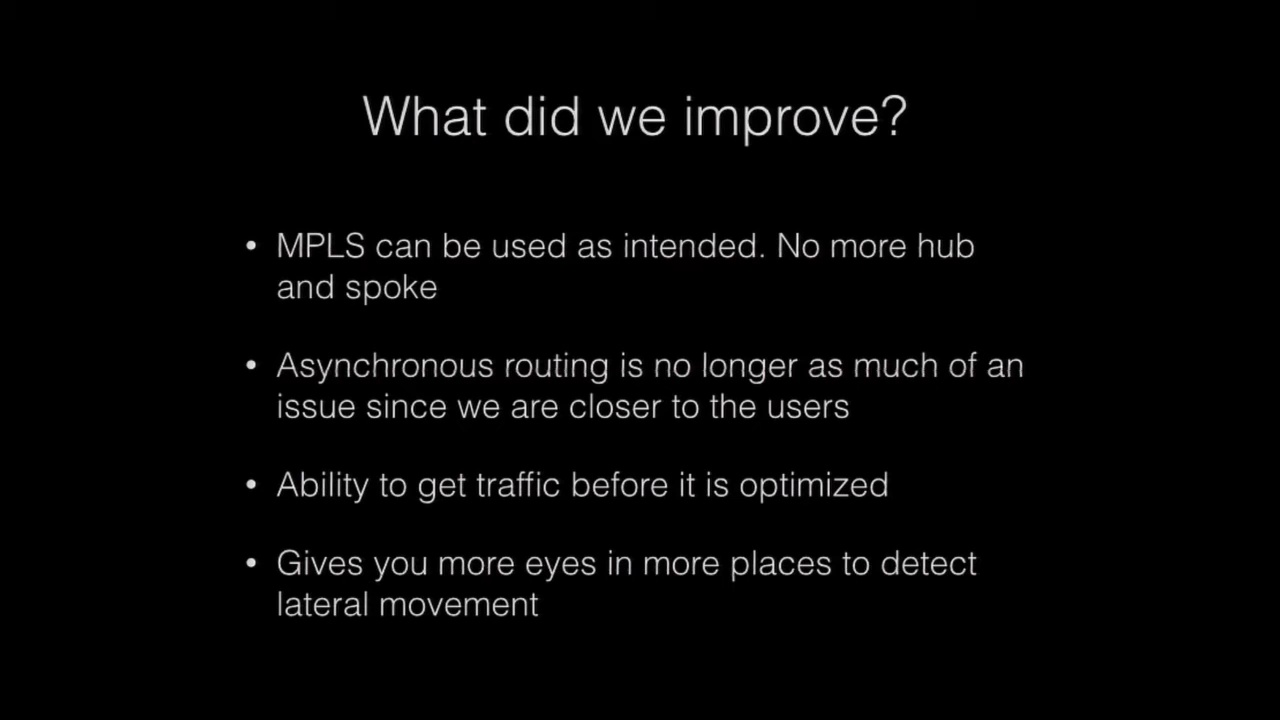 What did we improve?
• MPLS can be used as intended. No more hub
and spoke
• Asynchronous routing is no longer as much of an
issue since we are closer to the users
• Ability to get traffic before it is optimized
• Gives you more eyes in more places to detect
lateral movement